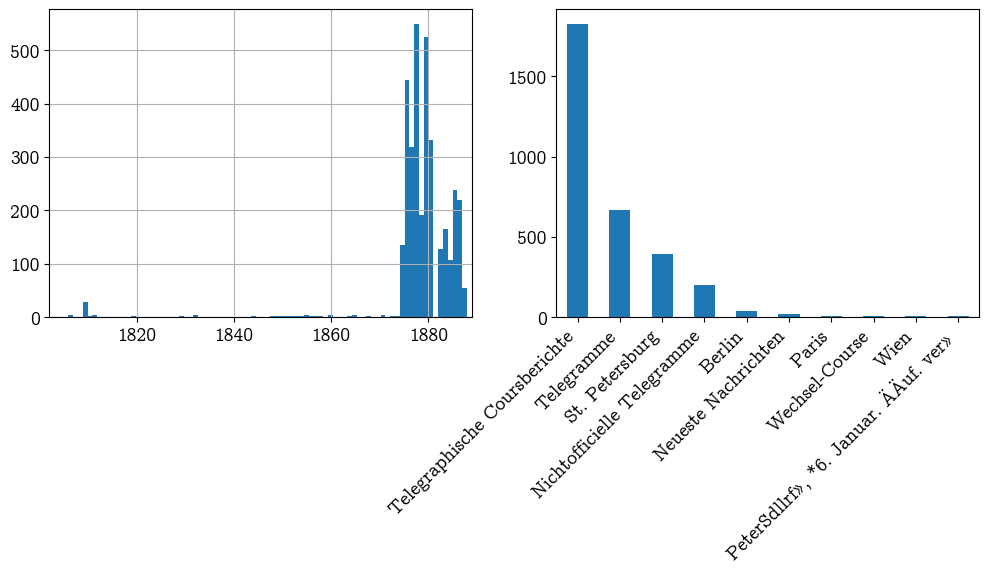 500
400
300
200
100
0
1820
1840
1860
1880
1500
1000
500
0
Telegraphische Coursberichte
Telegramme
St. Petersburg
Nichtofficielle Telegramme
Berlin
Neueste Nachrichten
Paris
Wechsel-Course
Wien
PeterSdllrf», *6. Januar. ÄÄuf. ver»